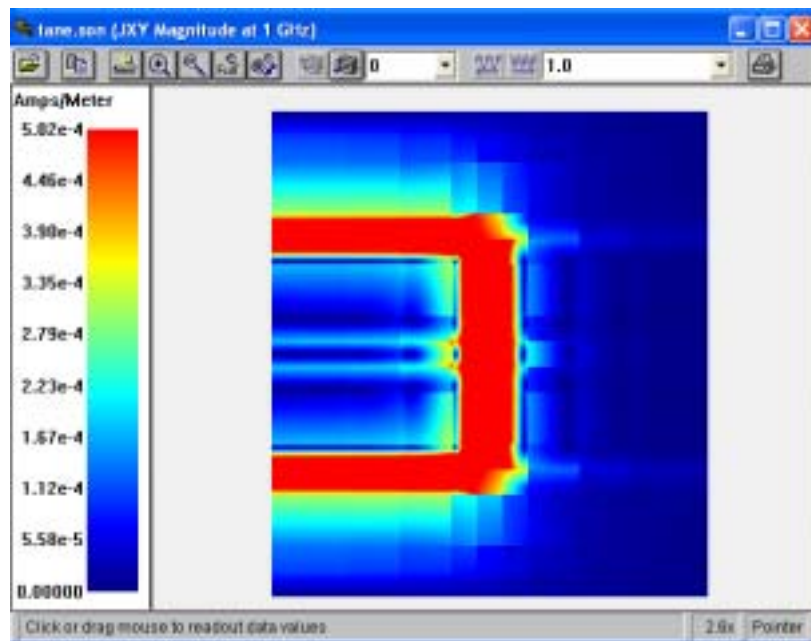 tane.son (JXY Magnitude at 1 GHz)
0
1.0
Amps/Meter
5.02e-4
4.46e-4
3.90e-4
3.35e-4
2.79e-4
2.23e-4
1.67e-4
1.12e-4
5.58e-5
0.00000
Click or drag mouse to readout data values
2.6x
Pointer